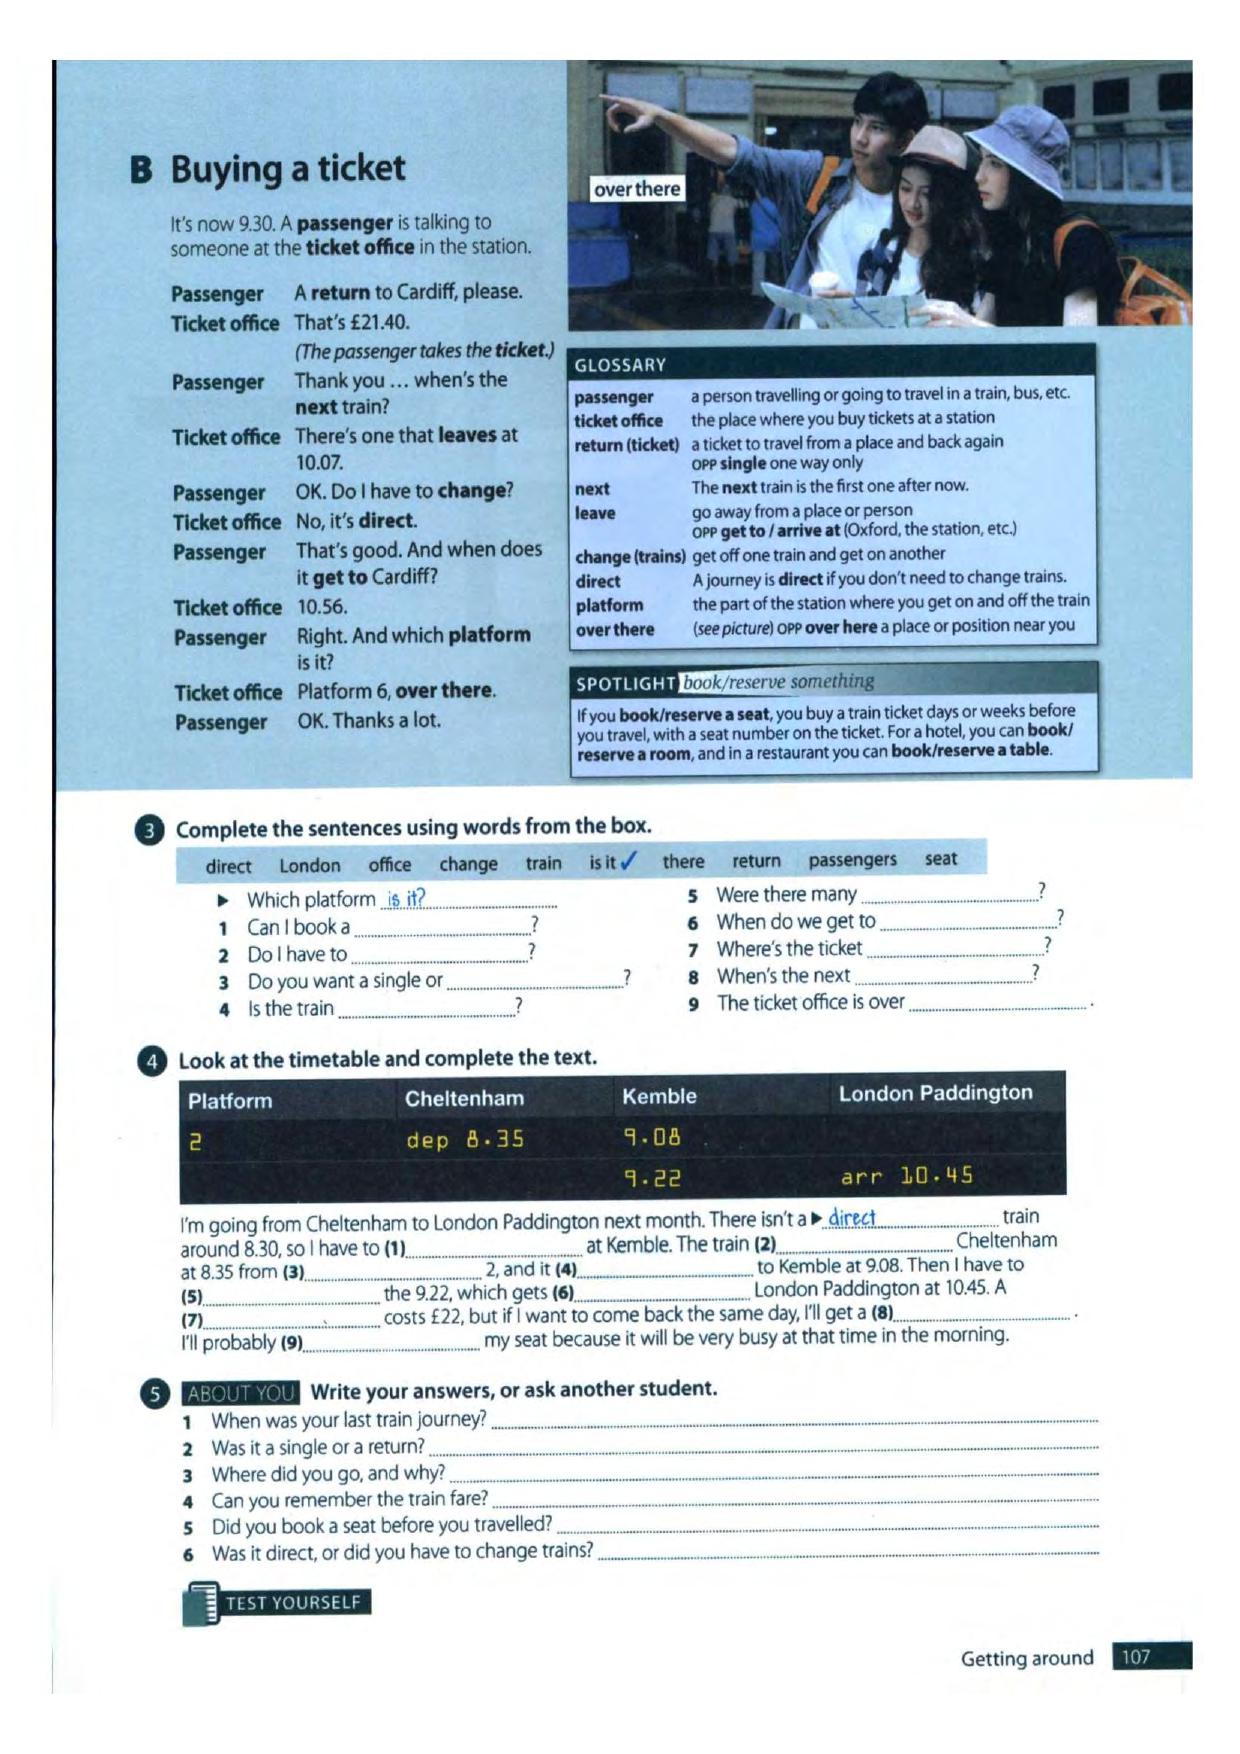 over there
B Buying a ticket
It's now 9.30. A passenger is talking to
someone at the ticket office in the station.
Passenger A return to Cardiff, please.
Ticket office That's £21.40.
(The passenger takes the ticket.)
Passenger Thank you ... when's the
next train?
Ticket office There's one that leaves at
10.07.
Passenger OK. Do I have to change?
Ticket office No, it's direct.
Passenger That's good. And when does
it get to Cardiff?
Ticket office 10.56.
Passenger Right. And which platform
is it?
Ticket office Platform 6, over there.
Passenger OK. Thanks a lot.
GLOSSARY
passenger a person travelling or going to travel in a train, bus, etc.
ticket office the place where you buy tickets at a station
return (ticket) a ticket to travel from a place and back again
OPP single one way only
next The next train is the first one after now.
leave go away from a place or person
OPP get to / arrive at (Oxford, the station, etc.)
change (trains) get off one train and get on another
direct A journey is direct if you don't need to change trains.
platform the part of the station where you get on and off the train
over there (see picture) OPP over here a place or position near you
SPOTLIGHT book/reserve something
If you book/reserve a seat, you buy a train ticket days or weeks before
you travel, with a seat number on the ticket. For a hotel, you can book/
reserve a room, and in a restaurant you can book/reserve a table.
3 Complete the sentences using words from the box.
direct London office change train is it ✓ there return passengers seat
▶ Which platform is it?
1 Can I book a ?
2 Do I have to ?
3 Do you want a single or ?
4 Is the train ?
5 Were there many ?
6 When do we get to ?
7 Where's the ticket ?
8 When's the next ?
9 The ticket office is over .
4 Look at the timetable and complete the text.
Platform Cheltenham Kemble London Paddington
2 dep 8.35 9.08
9.22 arr 10.45
I'm going from Cheltenham to London Paddington next month. There isn't a ▶ direct train
around 8.30, so I have to (1) at Kemble. The train (2) Cheltenham
at 8.35 from (3) 2, and it (4) to Kemble at 9.08. Then I have to
(5) the 9.22, which gets (6) London Paddington at 10.45. A
(7) costs £22, but if I want to come back the same day, I'll get a (8) .
I'll probably (9) my seat because it will be very busy at that time in the morning.
5 ABOUT YOU Write your answers, or ask another student.
1 When was your last train journey?
2 Was it a single or a return?
3 Where did you go, and why?
4 Can you remember the train fare?
5 Did you book a seat before you travelled?
6 Was it direct, or did you have to change trains?
TEST YOURSELF
Getting around 107